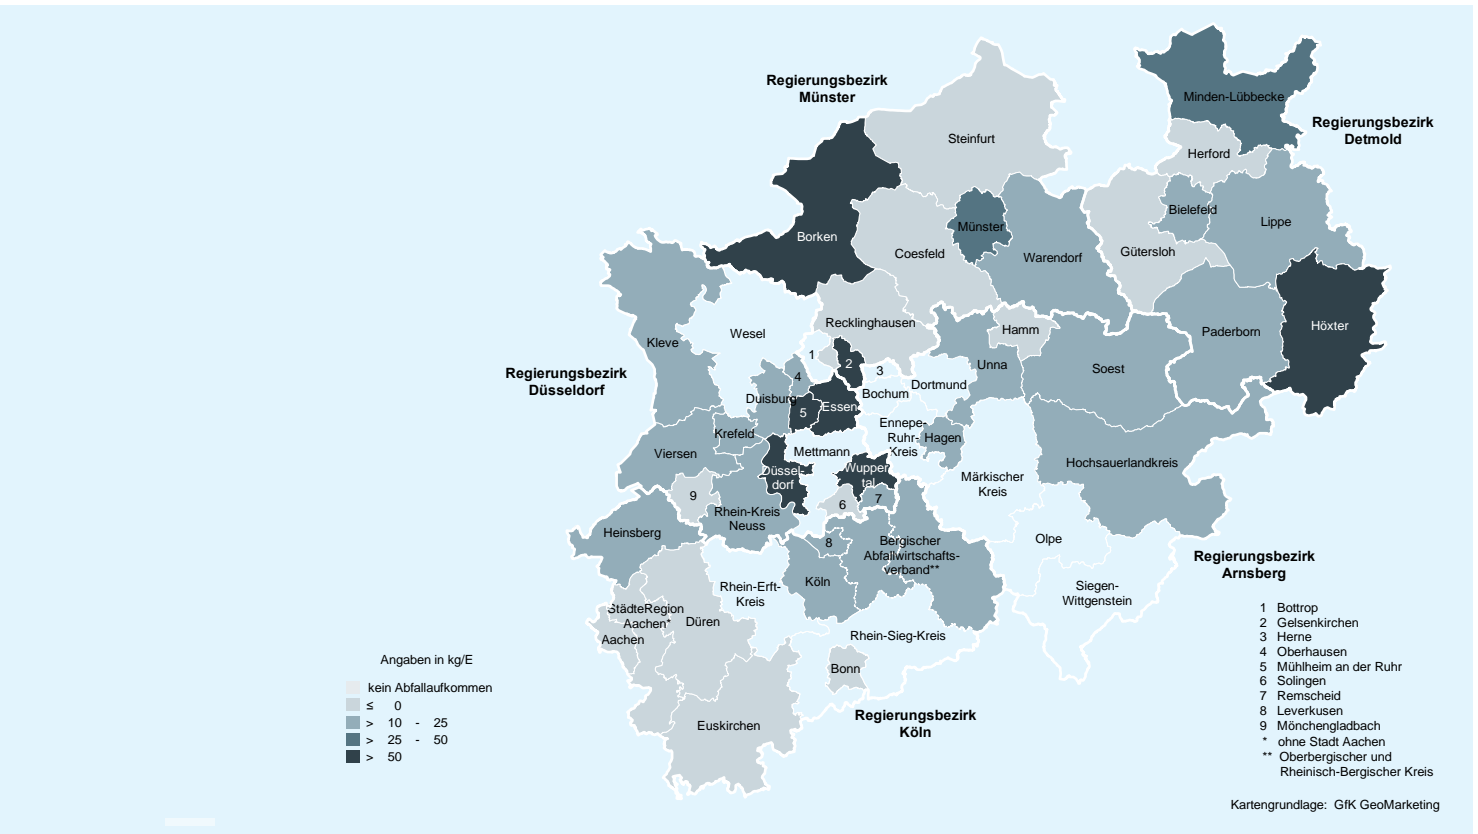 Regierungsbezirk
Münster
Regierungsbezirk
Detmold
Regierungsbezirk
Düsseldorf
Regierungsbezirk
Arnsberg
Regierungsbezirk
Köln
Minden-Lübbecke
Steinfurt
Herford
Bielefeld
Lippe
Münster
Borken
Coesfeld
Warendorf
Gütersloh
Recklinghausen
Hamm
Paderborn
Höxter
Wesel
Kleve
1
2
3
4
5
Unna
Soest
Dortmund
Bochum
Duisburg
Essen
Ennepe-
Ruhr-
Kreis
Hagen
Krefeld
Viersen
Mettmann
Hochsauerlandkreis
Düssel-
dorf
Wupper
tal
Märkischer
Kreis
9
6
7
8
Rhein-Kreis
Neuss
Heinsberg
Bergischer
Abfallwirtschafts-
verband**
Olpe
Köln
Rhein-Erft-
Kreis
Siegen-
Wittgenstein
StädteRegion
Aachen*
Düren
Aachen
Rhein-Sieg-Kreis
Bonn
Euskirchen
Angaben in kg/E
kein Abfallaufkommen
≤ 0
> 10 - 25
> 25 - 50
> 50
1 Bottrop
2 Gelsenkirchen
3 Herne
4 Oberhausen
5 Mühlheim an der Ruhr
6 Solingen
7 Remscheid
8 Leverkusen
9 Mönchengladbach
* ohne Stadt Aachen
** Oberbergischer und
Rheinisch-Bergischer Kreis
Kartengrundlage: GfK GeoMarketing